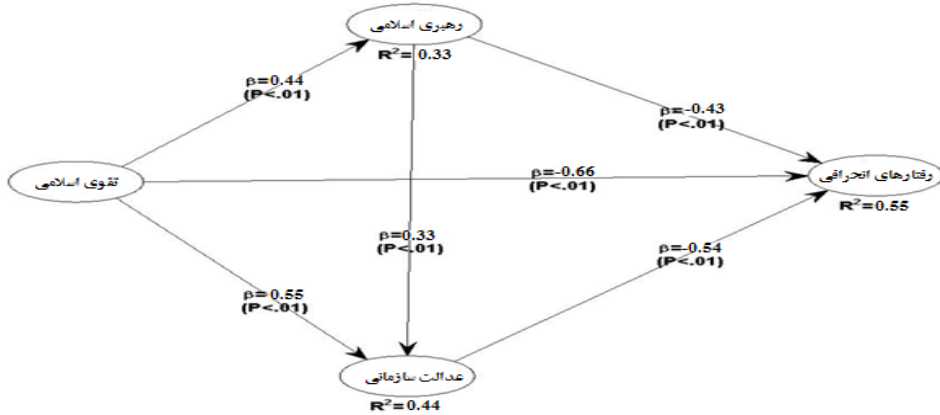 رهبری اسلامی
R²= 0.33
β=0.44
(P<.01)
β=-0.43
(P<.01)
تقوی اسلامی
β=-0.66
(P<.01)
رفتارهای انحرافی
R²=0.55
β=0.33
(P<.01)
β=-0.54
(P<.01)
β=0.55
(P<.01)
عدالت سازمانی
R²=0.44